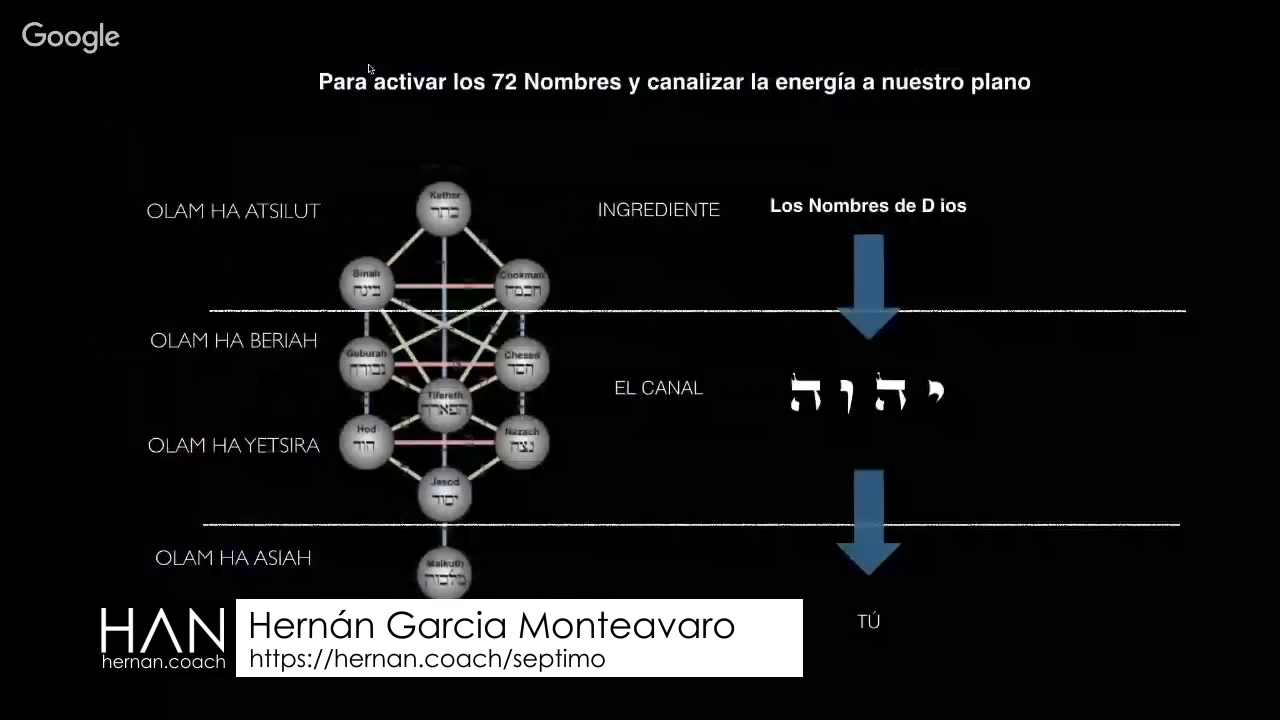 Google
Para activar los 72 Nombres y canalizar la energía a nuestro plano
OLAM HA ATSILUT
Kether
כתר
INGREDIENTE
Los Nombres de D ios
Binah
בינה
Chokmah
חכמה
OLAM HA BERIAH
Geburah
גבורה
Chesed
חסד
EL CANAL
יהוה
Tifereth
OLAM HA YETSIRA
Hod
הוד
Nezach
נצח
Jesod
יסוד
OLAM HA ASIAH
Malkuth
מלכות
TÚ
HAN
hernan.coach
Hernán Garcia Monteavaro
https://hernan.coach/septimo